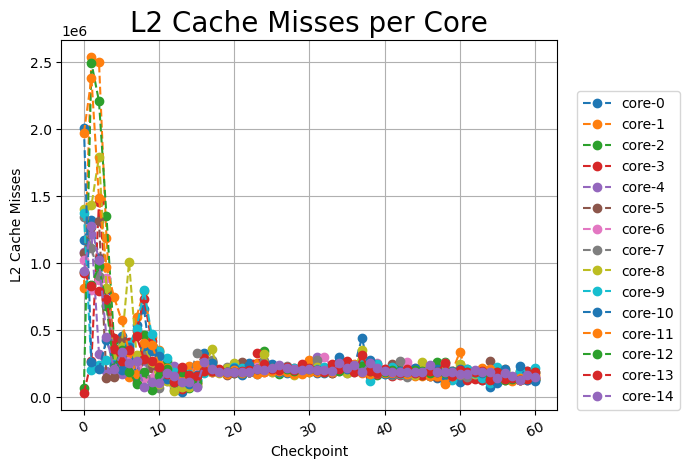 L2 Cache Misses per Core
1e6
2.5
2.0
1.5
1.0
0.5
0.0
L2 Cache Misses
0
10
20
30
40
50
60
Checkpoint
core-0
core-1
core-2
core-3
core-4
core-5
core-6
core-7
core-8
core-9
core-10
core-11
core-12
core-13
core-14